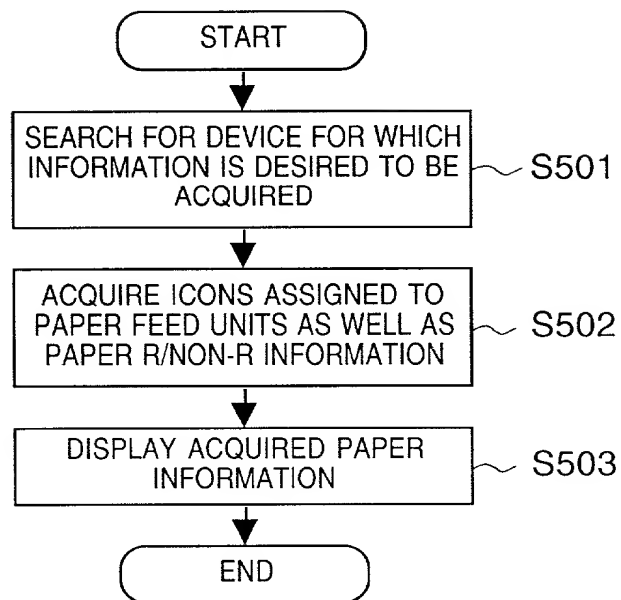 START
SEARCH FOR DEVICE FOR WHICH
INFORMATION IS DESIRED TO BE
ACQUIRED
S501
ACQUIRE ICONS ASSIGNED TO
PAPER FEED UNITS AS WELL AS
PAPER R/NON-R INFORMATION
S502
DISPLAY ACQUIRED PAPER
INFORMATION
S503
END